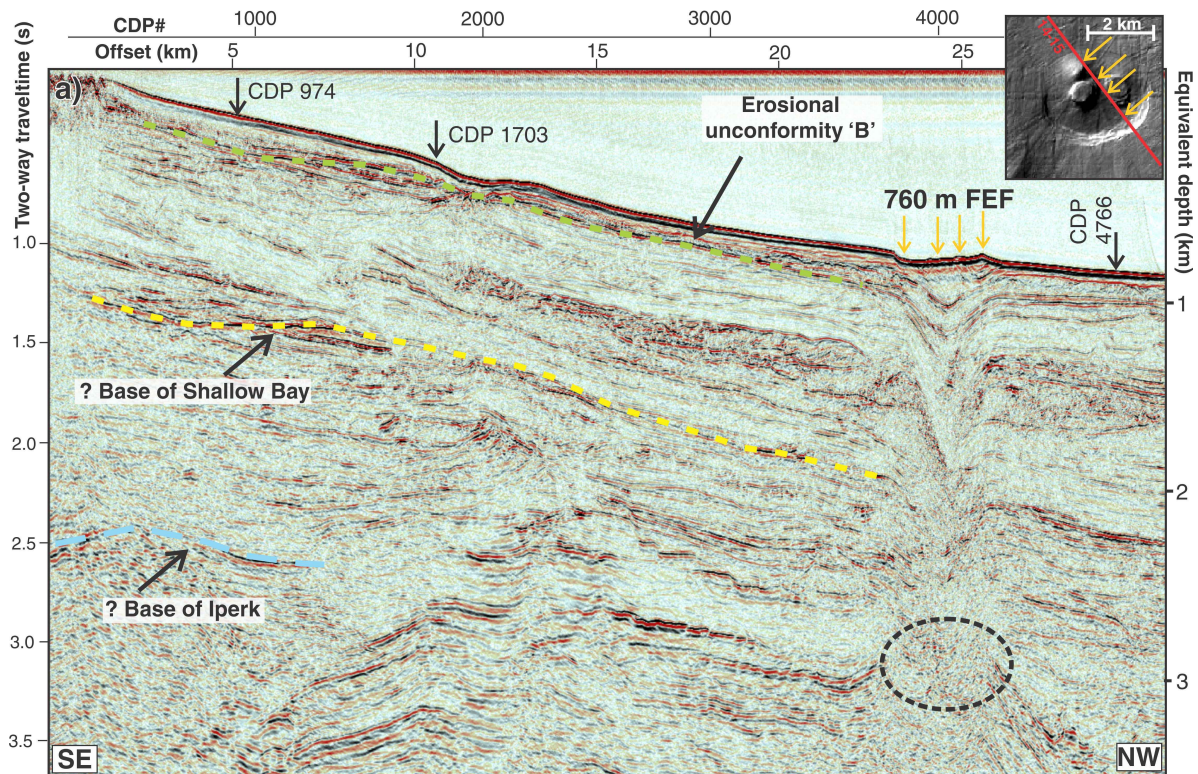 CDP#
1000
2000
3000
4000
Offset (km)
5
10
15
20
25
Two-way traveltime (s)
1.0
1.5
2.0
2.5
3.0
3.5
Equivalent depth (km)
1
2
3
a)
CDP 974
CDP 1703
Erosional
unconformity ‘B’
760 m FEF
CDP
4766
2 km
? Base of Shallow Bay
? Base of Iperk
SE
NW